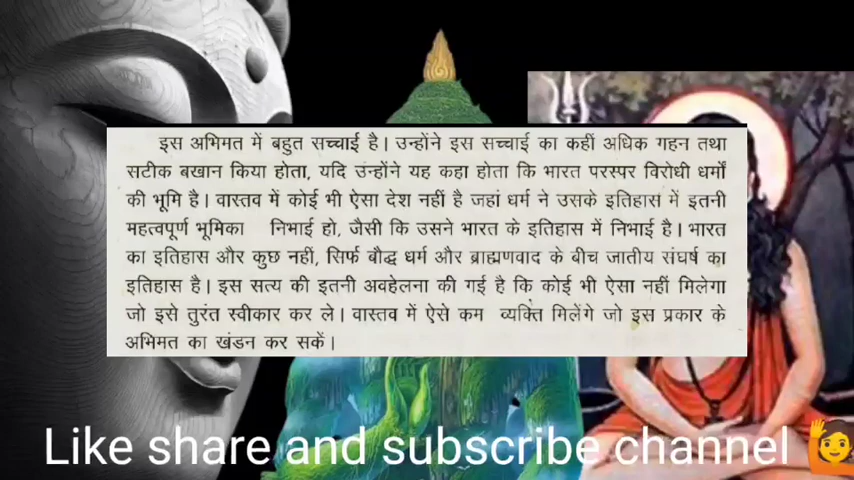 इस अभिमत में बहुत सच्चाई है। उन्होंने इस सच्चाई का कहीं अधिक गहन तथा
सटीक बखान किया होता, यदि उन्होंने यह कहा होता कि भारत परस्पर विरोधी धर्मों
की भूमि है। वास्तव में कोई भी ऐसा देश नहीं है जहां धर्म ने उसके इतिहास में इतनी
महत्वपूर्ण भूमिका निभाई हो, जैसी कि उसने भारत के इतिहास में निभाई है। भारत
का इतिहास और कुछ नहीं, सिर्फ बौद्ध धर्म और ब्राह्मणवाद के बीच जातीय संघर्ष का
इतिहास है। इस सत्य की इतनी अवहेलना की गई है कि कोई भी ऐसा नहीं मिलेगा
जो इसे तुरंत स्वीकार कर ले। वास्तव में ऐसे कम व्यक्ति मिलेंगे जो इस प्रकार के
अभिमत का खंडन कर सकें।
Like share and subscribe channel 🙋